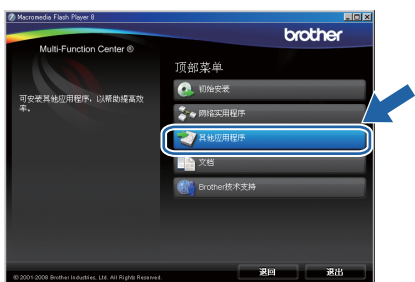 Macromedia Flash Player 8
brother
Multi-Function Center ®
顶部菜单
初始安装
可安装其他应用程序，以帮助提高效
率。
网络实用程序
其他应用程序
文档
Brother技术支持
© 2001-2008 Brother Industries, Ltd. All Rights Reserved.
退回
退出